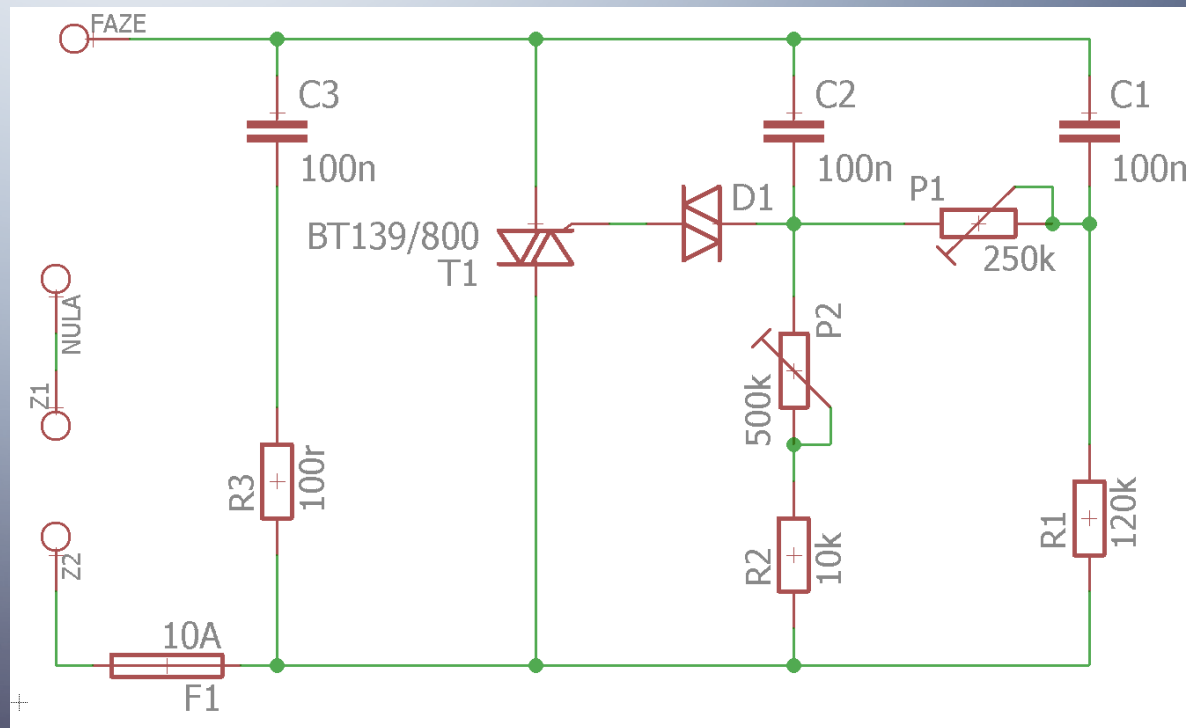 FAZE
C3
100n
C2
100n
C1
100n
D1
P1
250k
BT139/800
T1
NULA
Z1
P2
500k
R3
100r
R2
10k
R1
120k
Z2
10A
F1